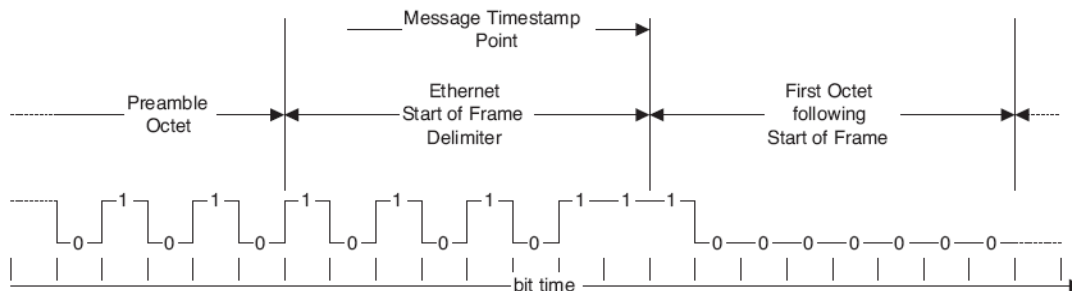 Message Timestamp
Point
Preamble
Octet
Ethernet
Start of Frame
Delimiter
First Octet
following
Start of Frame
0 1 0 1 0 1 0 1 0 1 0 1 1 1 0 0 0 0 0 0 0
bit time